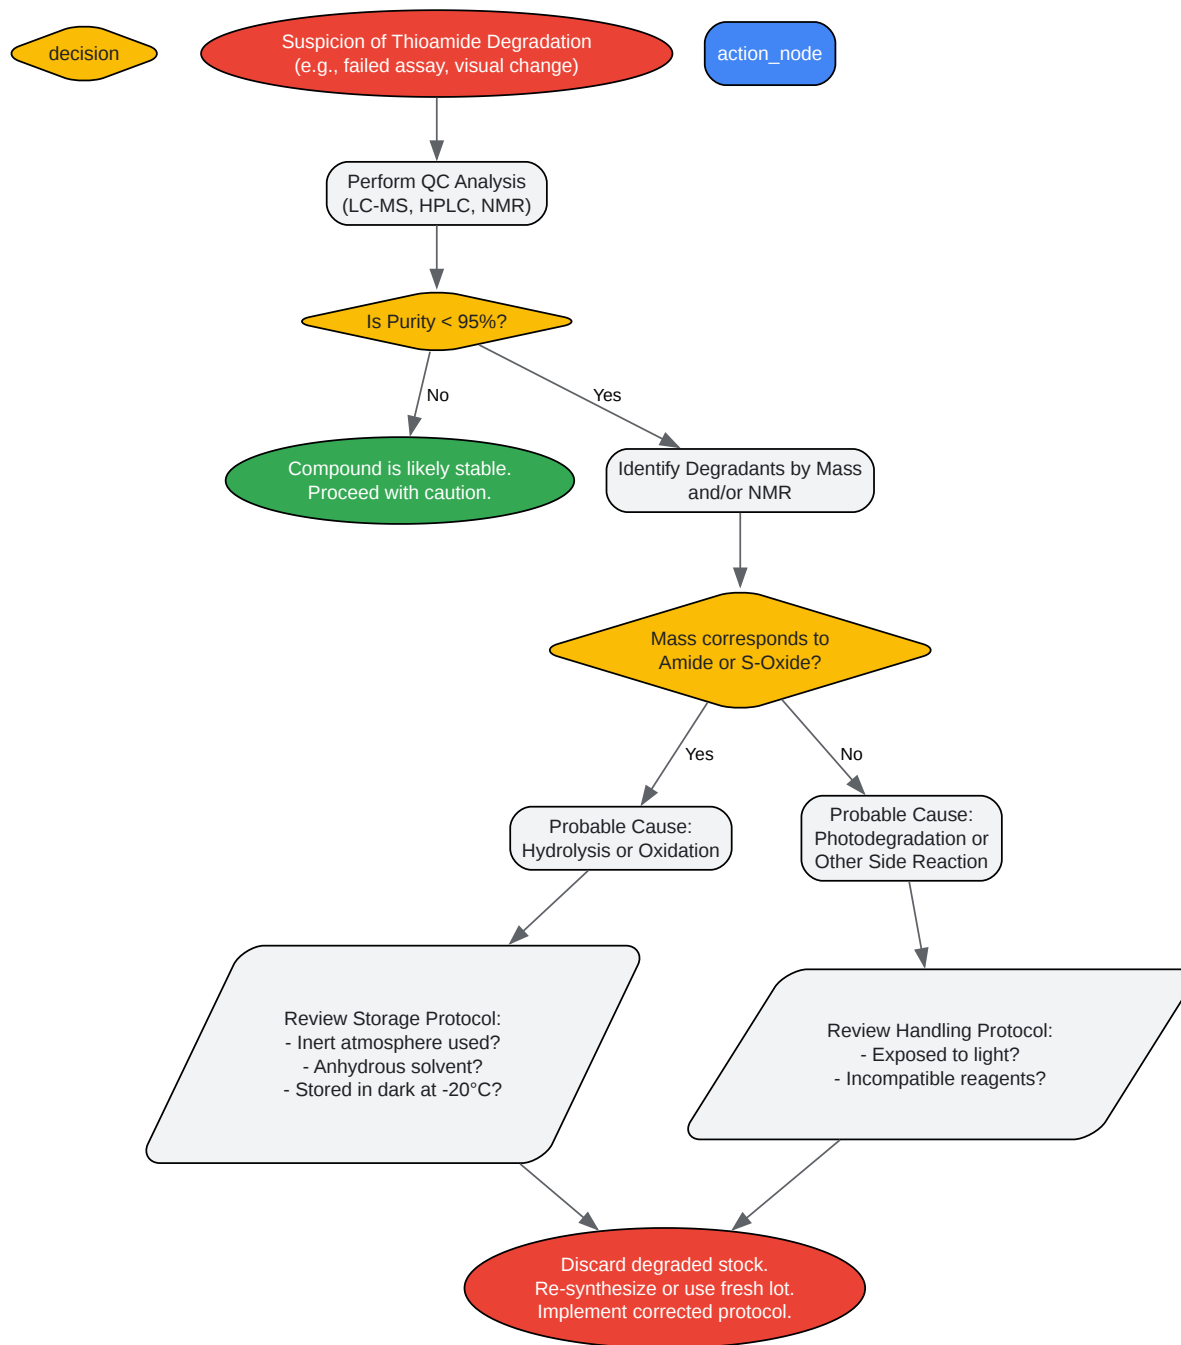 decision
Suspicion of Thioamide Degradation
(e.g., failed assay, visual change)
action_node
Perform QC Analysis
(LC-MS, HPLC, NMR)
Is Purity < 95%?
No
Yes
Compound is likely stable.
Proceed with caution.
Identify Degradants by Mass
and/or NMR
Mass corresponds to
Amide or S-Oxide?
Yes
No
Probable Cause:
Hydrolysis or Oxidation
Probable Cause:
Photodegradation or
Other Side Reaction
Review Storage Protocol:
- Inert atmosphere used?
- Anhydrous solvent?
- Stored in dark at -20°C?
Review Handling Protocol:
- Exposed to light?
- Incompatible reagents?
Discard degraded stock.
Re-synthesize or use fresh lot.
Implement corrected protocol.